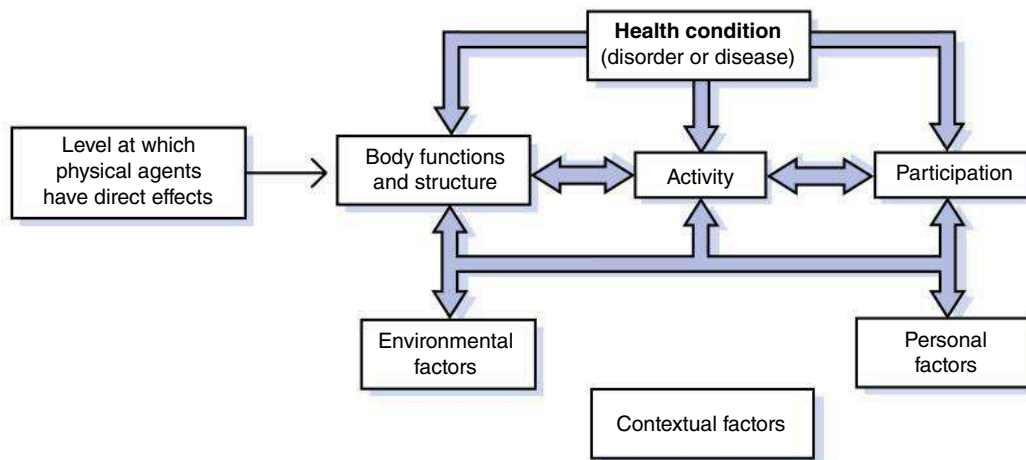 Health condition
(disorder or disease)
Level at which
physical agents
have direct effects
Body functions
and structure
Activity
Participation
Environmental
factors
Personal
factors
Contextual factors